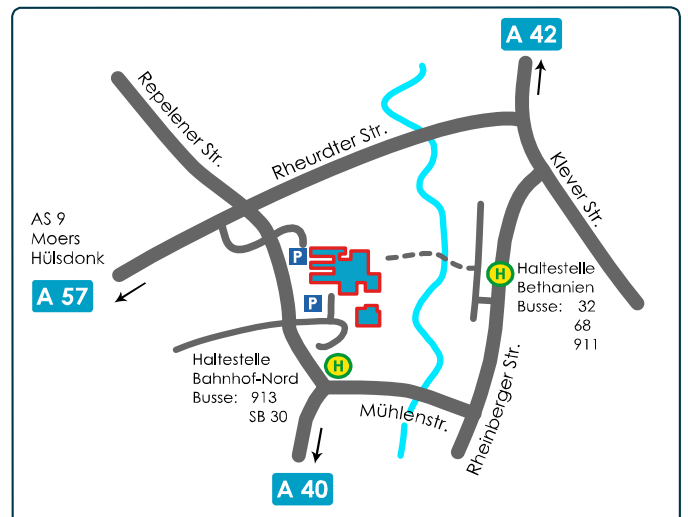 A 42
Repelener Str.
Rheurdter Str.
Klever Str.
AS 9
Moers
Hülsdonk
A 57
P
P
H
Haltestelle
Bethanien
Busse: 32
68
911
Haltestelle
Bahnhof-Nord
Busse: 913
SB 30
H
Mühlenstr.
Rheinberger Str.
A 40